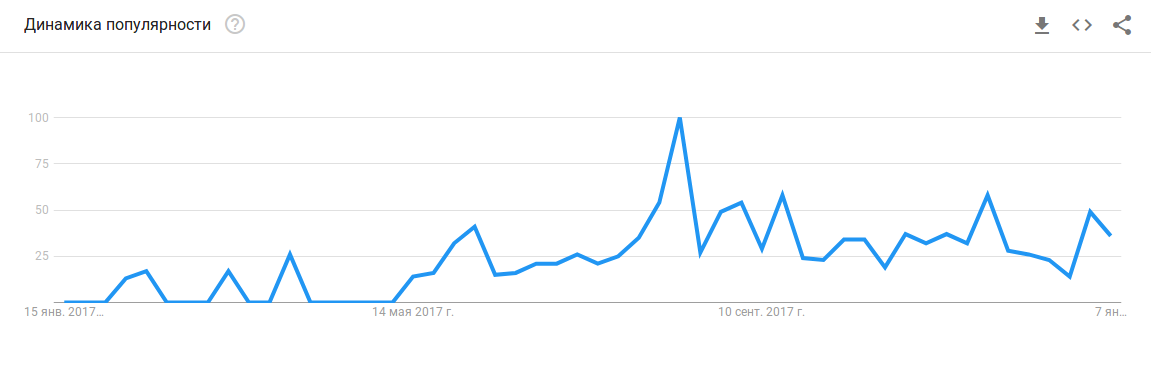 Динамика популярности
100
75
50
25
15 янв. 2017…
14 мая 2017 г.
10 сент. 2017 г.
7 ян…